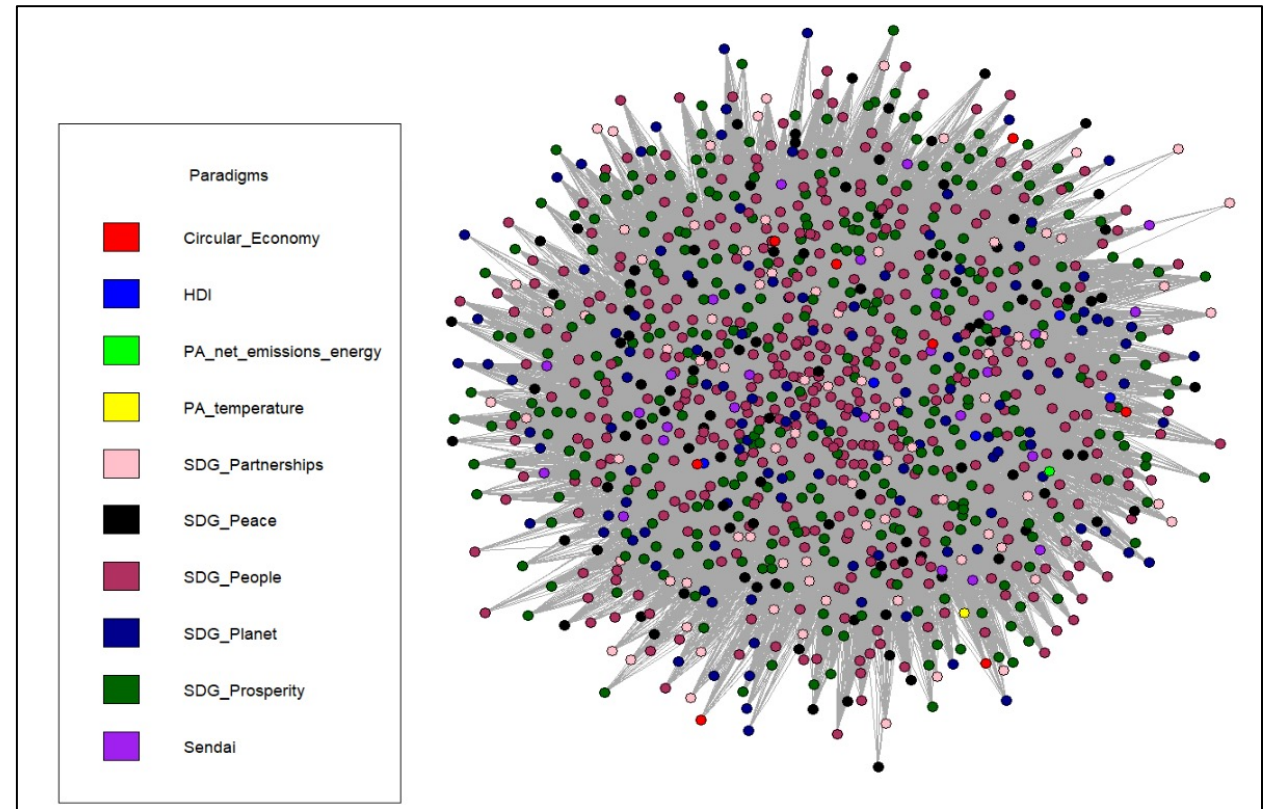 Paradigms
Circular_Economy
HDI
PA_net_emissions_energy
PA_temperature
SDG_Partnerships
SDG_Peace
SDG_People
SDG_Planet
SDG_Prosperity
Sendai